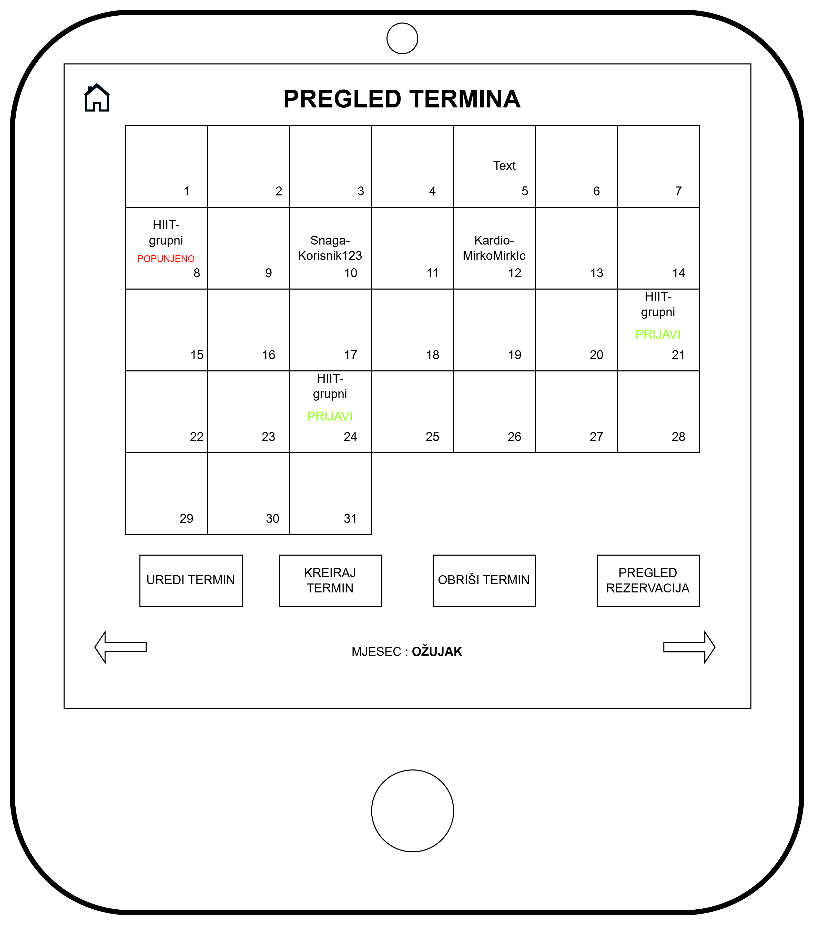 PREGLED TERMINA
Text
1 2 3 4 5 6 7
HIIT-
grupni
POPUNJENO
8
9
Snaga-
Korisnik123
10
11
Kardio-
MirkoMirkIc
12
13
14
15 16 17 18 19 20
HIIT-
grupni
PRIJAVI
21
22 23
HIIT-
grupni
PRIJAVI
24
25 26 27 28
29 30 31
UREDI TERMIN
KREIRAJ
TERMIN
OBRIŠI TERMIN
PREGLED
REZERVACIJA
MJESEC : OŽUJAK